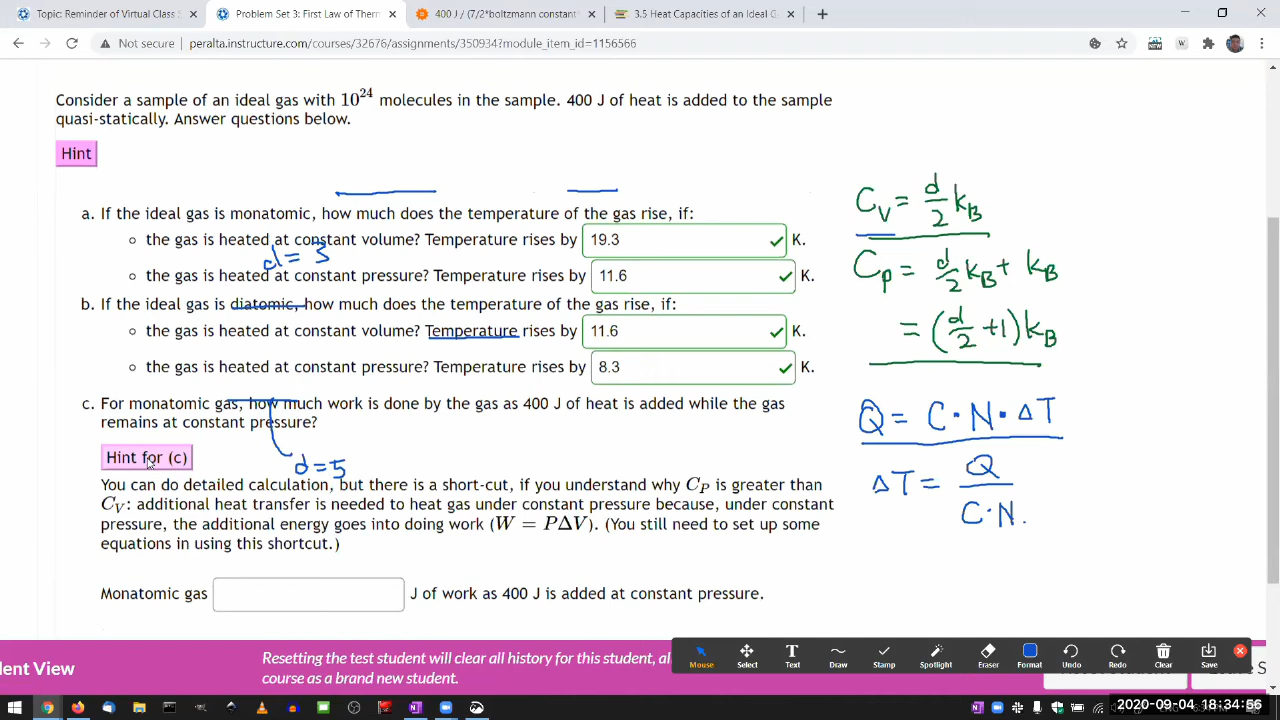 Topic: Reminder of Virtual Class S
Problem Set 3: First Law of Therm
400 J / (7/2*boltzmann constant*
3.5 Heat Capacities of an Ideal G
Not secure
peralta.instructure.com/courses/32676/assignments/350934?module_item_id=1156566
Consider a sample of an ideal gas with 10²⁴ molecules in the sample. 400 J of heat is added to the sample
quasi-statically. Answer questions below.
Hint
a. If the ideal gas is monatomic, how much does the temperature of the gas rise, if:
the gas is heated at constant volume? Temperature rises by 19.3 K.
d = 3
the gas is heated at constant pressure? Temperature rises by 11.6 K.
b. If the ideal gas is diatomic, how much does the temperature of the gas rise, if:
the gas is heated at constant volume? Temperature rises by 11.6 K.
the gas is heated at constant pressure? Temperature rises by 8.3 K.
c. For monatomic gas, how much work is done by the gas as 400 J of heat is added while the gas
remains at constant pressure?
Hint for (c)
d = 5
You can do detailed calculation, but there is a short-cut, if you understand why C_P is greater than
C_V: additional heat transfer is needed to heat gas under constant pressure because, under constant
pressure, the additional energy goes into doing work (W = PΔV). (You still need to set up some
equations in using this shortcut.)
Monatomic gas J of work as 400 J is added at constant pressure.
C_V = d/2 k_B
C_p = d/2 k_B + k_B
= (d/2 + 1) k_B
Q = C · N · ΔT
ΔT = Q / C · N.
dent View
Resetting the test student will clear all history for this student, al
course as a brand new student.
Mouse
Select
Text
Draw
Stamp
Spotlight
Eraser
Format
Undo
Redo
Clear
Save
2020-09-04 18:34:56